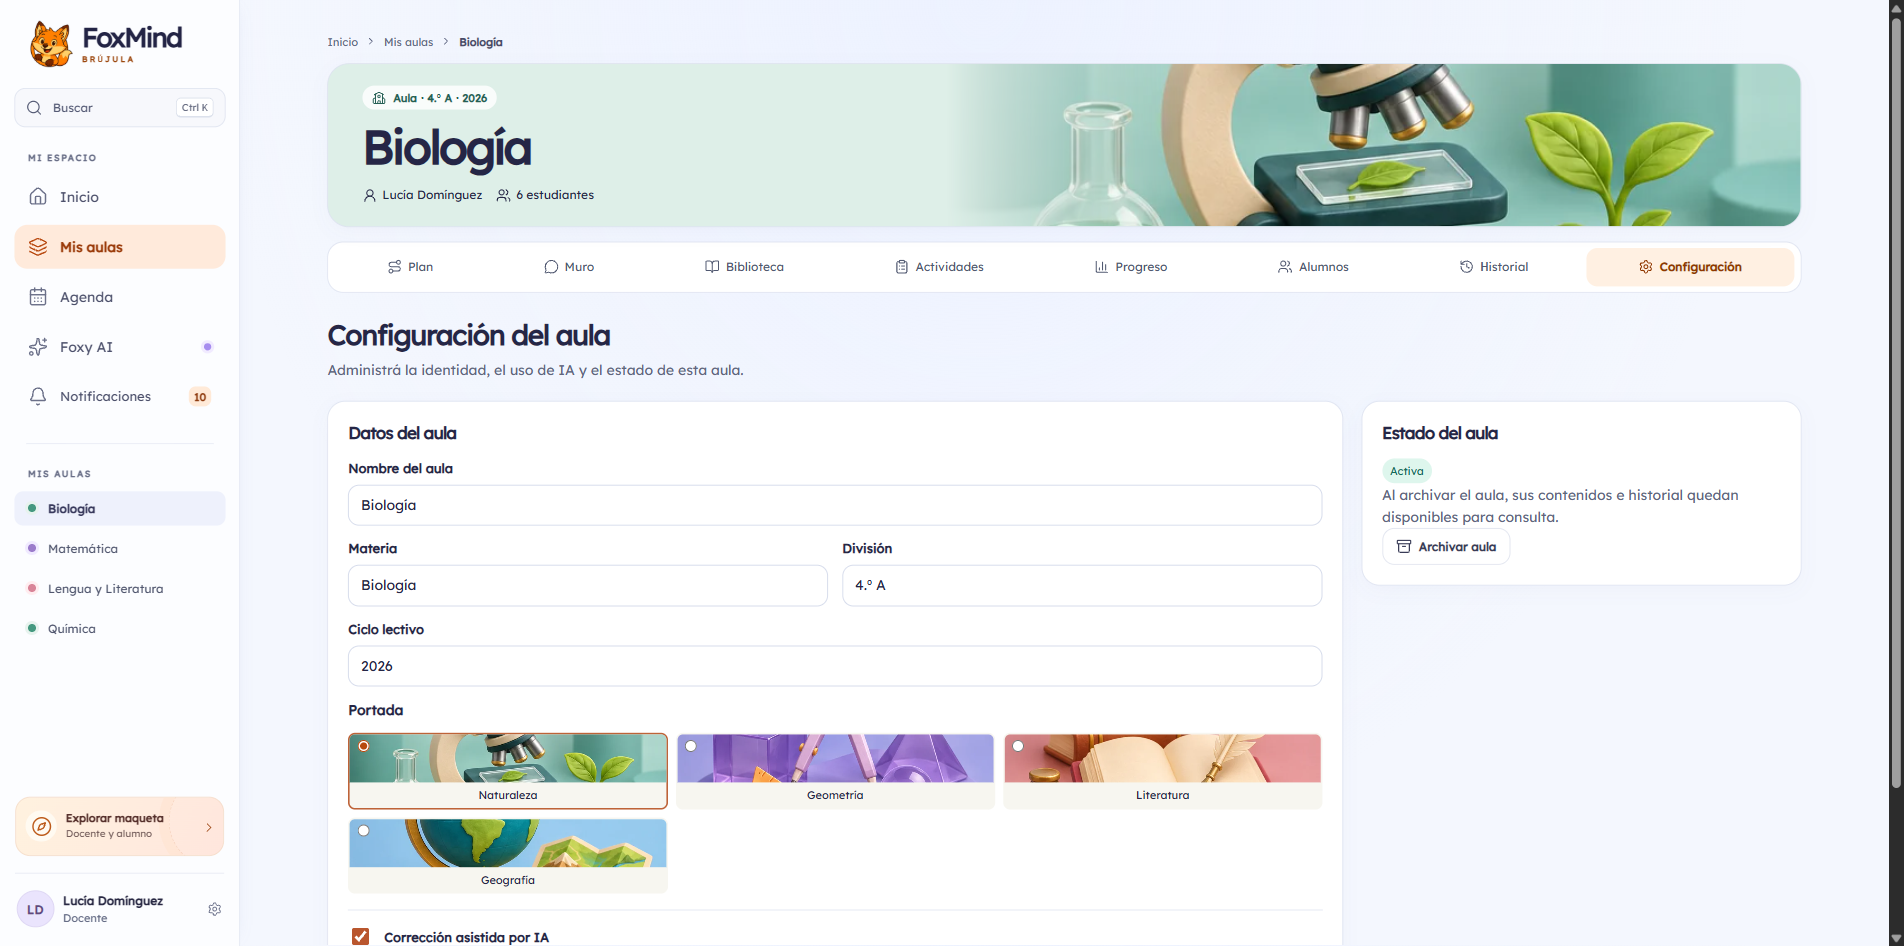 FoxMind
BRÚJULA
Buscar
Ctrl K
MI ESPACIO
Inicio
Mis aulas
Agenda
Foxy AI
Notificaciones
10
MIS AULAS
Biología
Matemática
Lengua y Literatura
Química
Explorar maqueta
Docente y alumno
LD
Lucía Domínguez
Docente
Inicio > Mis aulas > Biología
Aula · 4.º A · 2026
Biología
Lucía Domínguez 6 estudiantes
Plan Muro Biblioteca Actividades Progreso Alumnos Historial Configuración
Configuración del aula
Administrá la identidad, el uso de IA y el estado de esta aula.
Datos del aula
Nombre del aula
Biología
Materia
Biología
División
4.º A
Ciclo lectivo
2026
Portada
Naturaleza
Geometría
Literatura
Geografía
Corrección asistida por IA
Estado del aula
Activa
Al archivar el aula, sus contenidos e historial quedan
disponibles para consulta.
Archivar aula